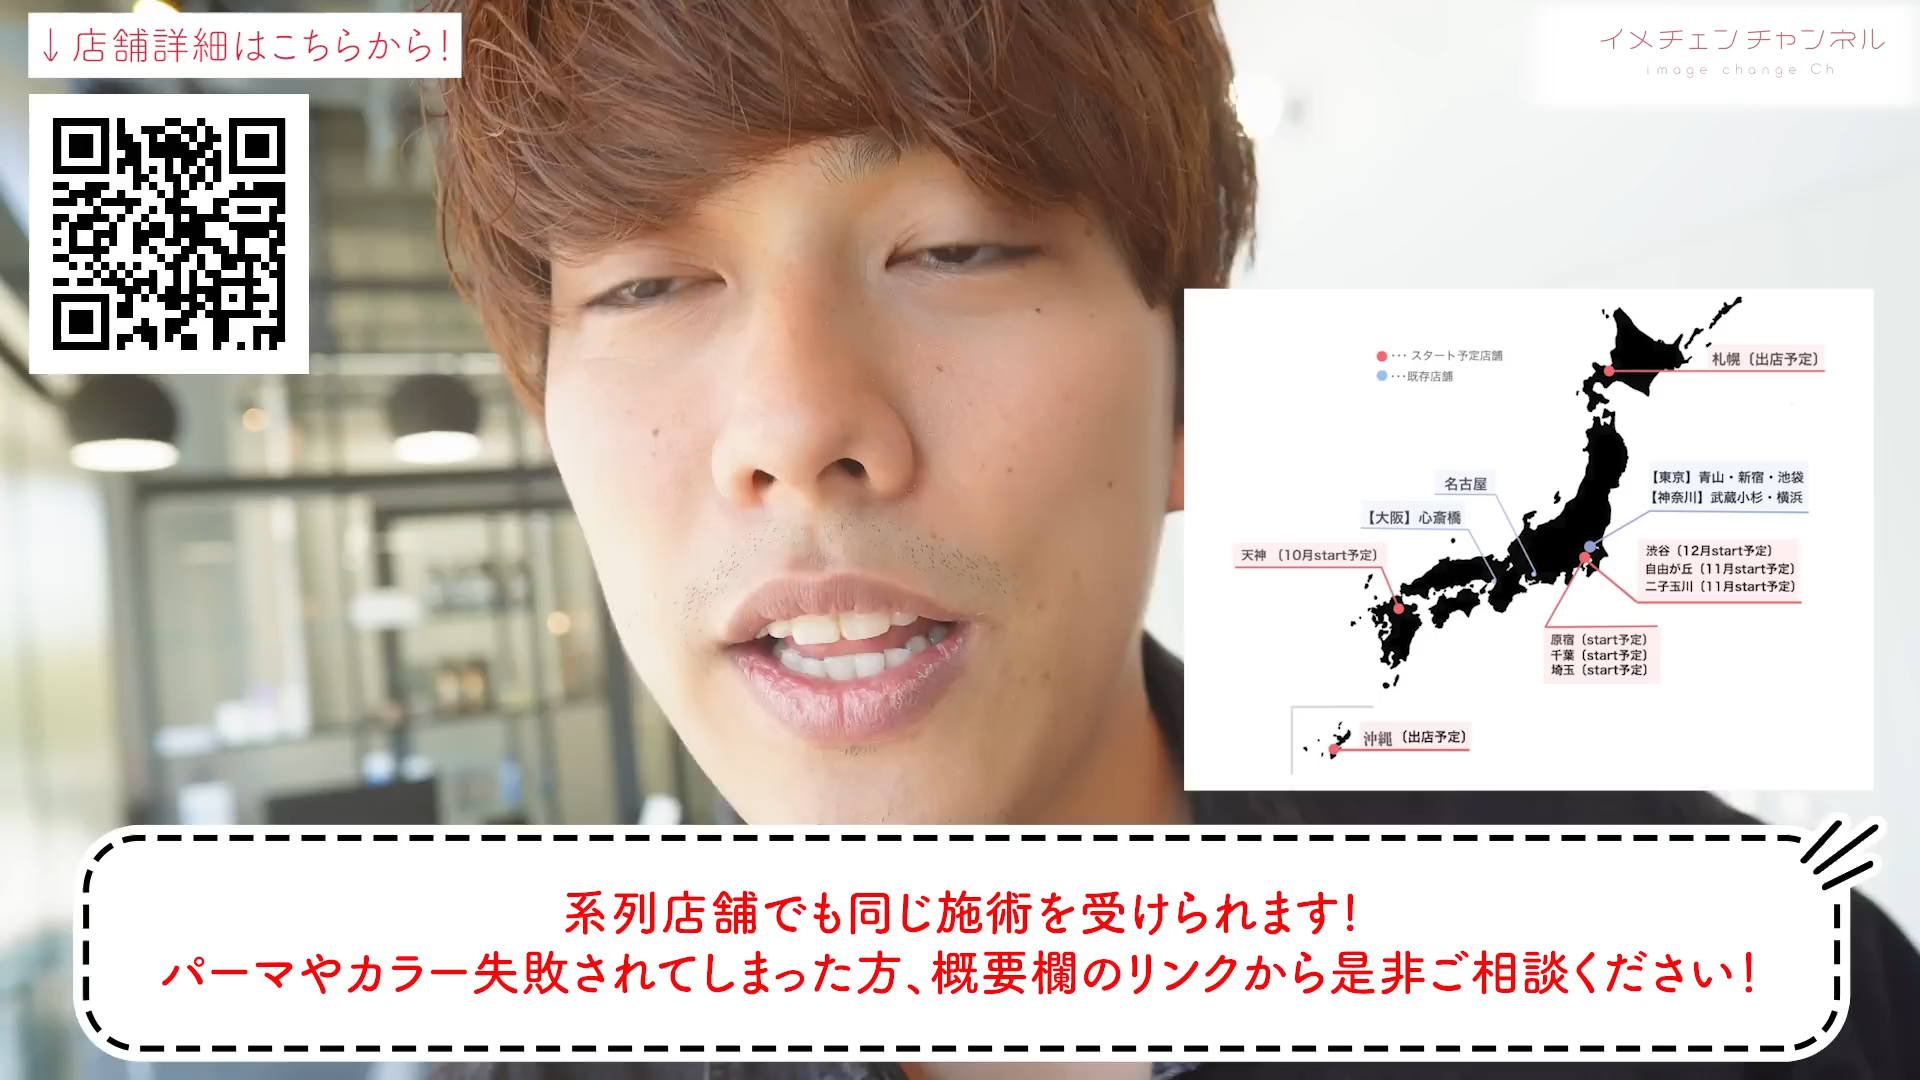 ↓店舗詳細はこちらから!
イメチェンチャンネル
image change Ch
･･･ スタート予定店舗
･･･既存店舗
札幌〔出店予定〕
【東京】青山・新宿・池袋
【神奈川】武蔵小杉・横浜
名古屋
【大阪】心斎橋
天神 〔10月start予定〕
渋谷〔12月start予定〕
自由が丘〔11月start予定〕
二子玉川〔11月start予定〕
原宿〔start予定〕
千葉〔start予定〕
埼玉〔start予定〕
沖縄〔出店予定〕
系列店舗でも同じ施術を受けられます!
パーマやカラー失敗されてしまった方、概要欄のリンクから是非ご相談ください!